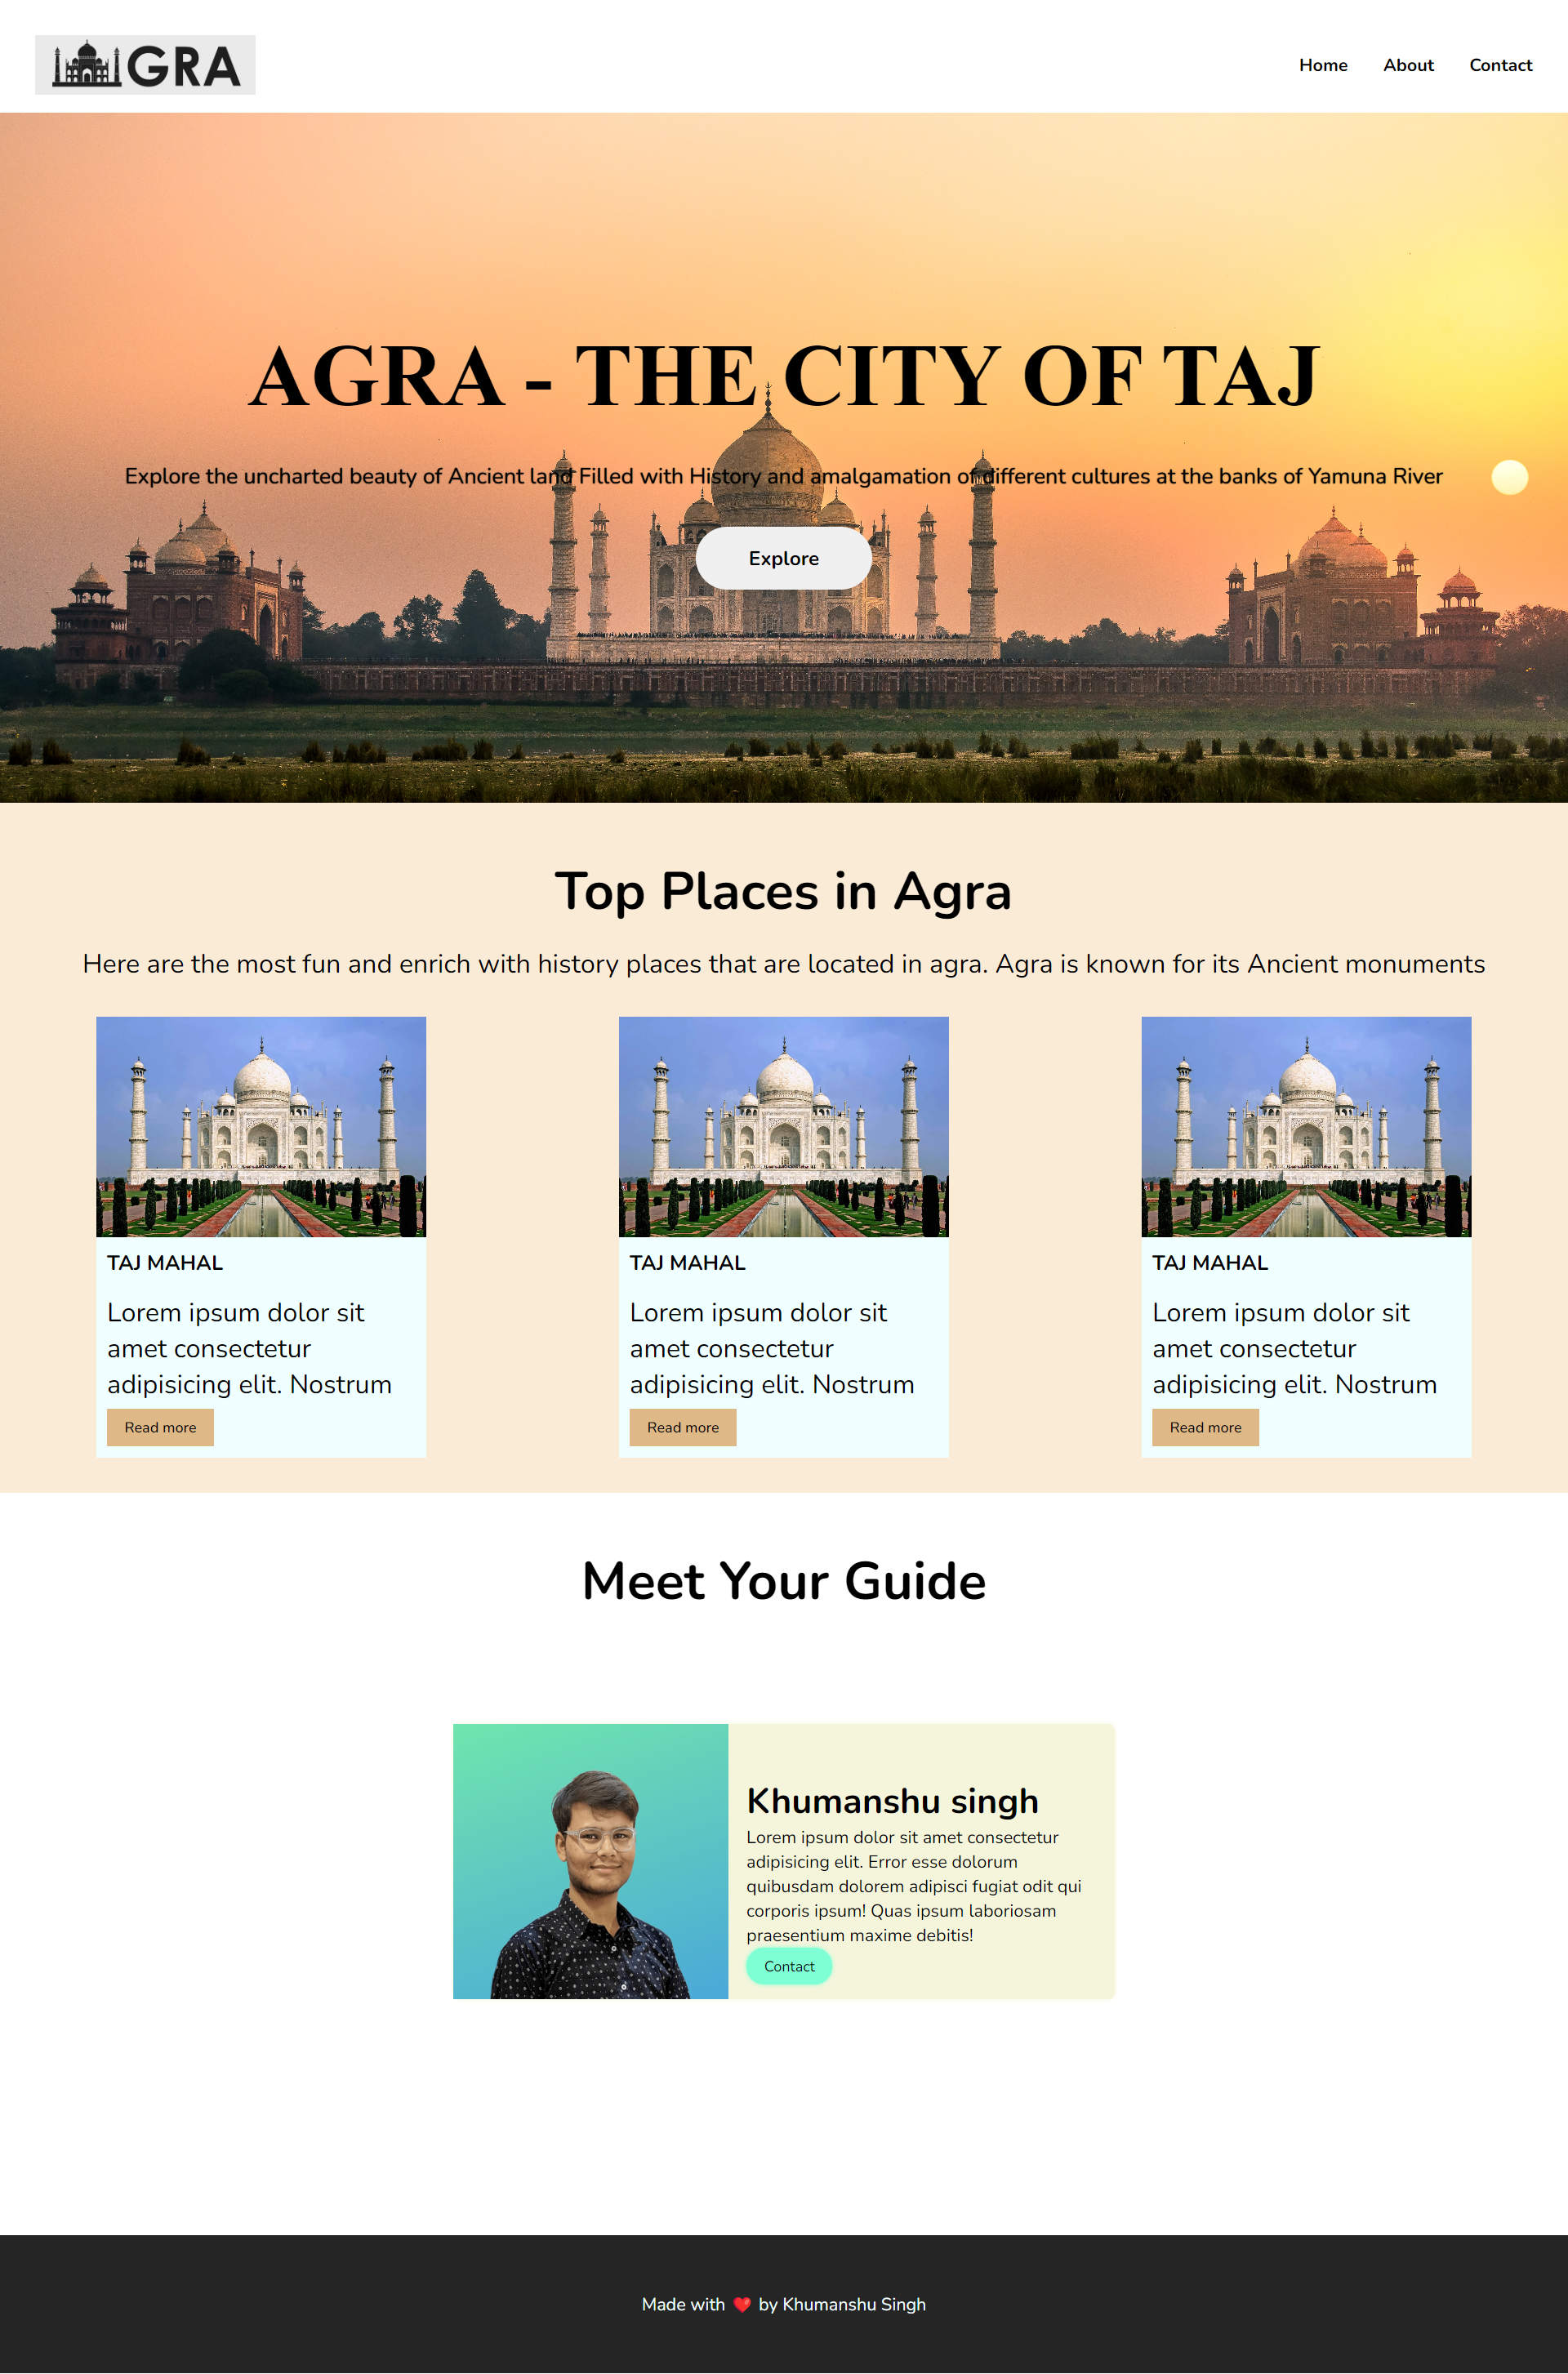 GRA
Home About Contact
AGRA - THE CITY OF TAJ
Explore the uncharted beauty of Ancient land Filled with History and amalgamation of different cultures at the banks of Yamuna River
Explore
Top Places in Agra
Here are the most fun and enrich with history places that are located in agra. Agra is known for its Ancient monuments
TAJ MAHAL
Lorem ipsum dolor sit
amet consectetur
adipisicing elit. Nostrum
Read more
TAJ MAHAL
Lorem ipsum dolor sit
amet consectetur
adipisicing elit. Nostrum
Read more
TAJ MAHAL
Lorem ipsum dolor sit
amet consectetur
adipisicing elit. Nostrum
Read more
Meet Your Guide
Khumanshu singh
Lorem ipsum dolor sit amet consectetur
adipisicing elit. Error esse dolorum
quibusdam dolorem adipisci fugiat odit qui
corporis ipsum! Quas ipsum laboriosam
praesentium maxime debitis!
Contact
Made with ❤️ by Khumanshu Singh